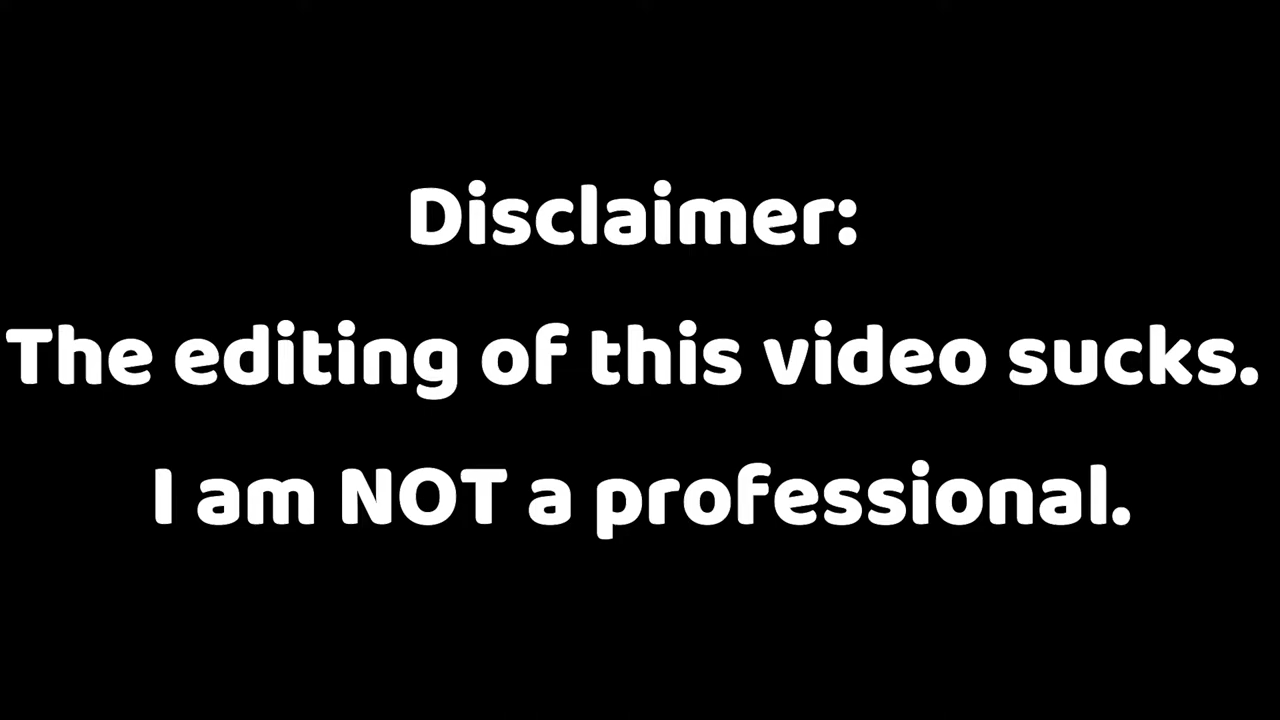 Disclaimer:
The editing of this video sucks.
I am NOT a professional.